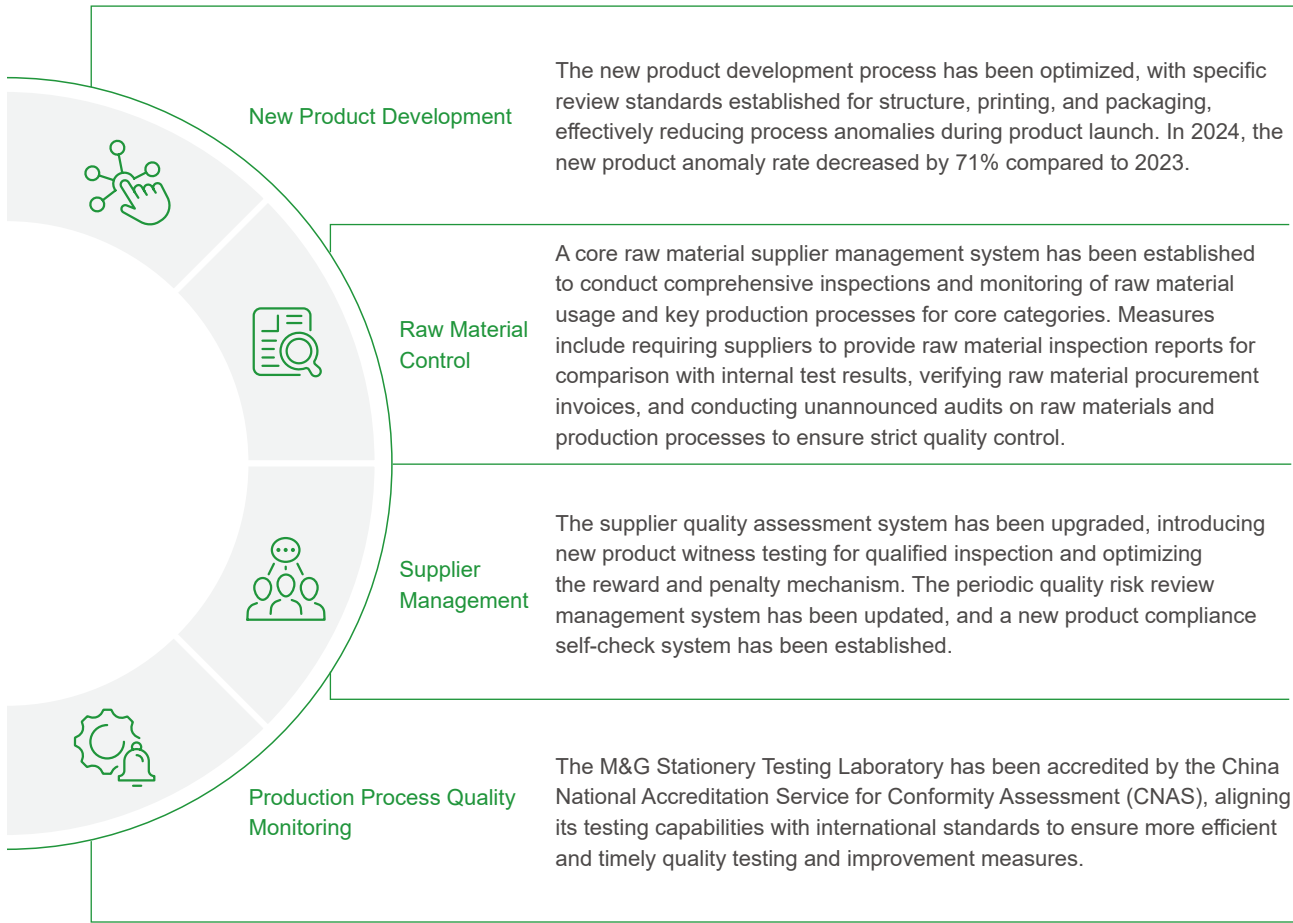 New Product Development
The new product development process has been optimized, with specific
review standards established for structure, printing, and packaging,
effectively reducing process anomalies during product launch. In 2024, the
new product anomaly rate decreased by 71% compared to 2023.
Raw Material
Control
A core raw material supplier management system has been established
to conduct comprehensive inspections and monitoring of raw material
usage and key production processes for core categories. Measures
include requiring suppliers to provide raw material inspection reports for
comparison with internal test results, verifying raw material procurement
invoices, and conducting unannounced audits on raw materials and
production processes to ensure strict quality control.
Supplier
Management
The supplier quality assessment system has been upgraded, introducing
new product witness testing for qualified inspection and optimizing
the reward and penalty mechanism. The periodic quality risk review
management system has been updated, and a new product compliance
self-check system has been established.
Production Process Quality
Monitoring
The M&G Stationery Testing Laboratory has been accredited by the China
National Accreditation Service for Conformity Assessment (CNAS), aligning
its testing capabilities with international standards to ensure more efficient
and timely quality testing and improvement measures.